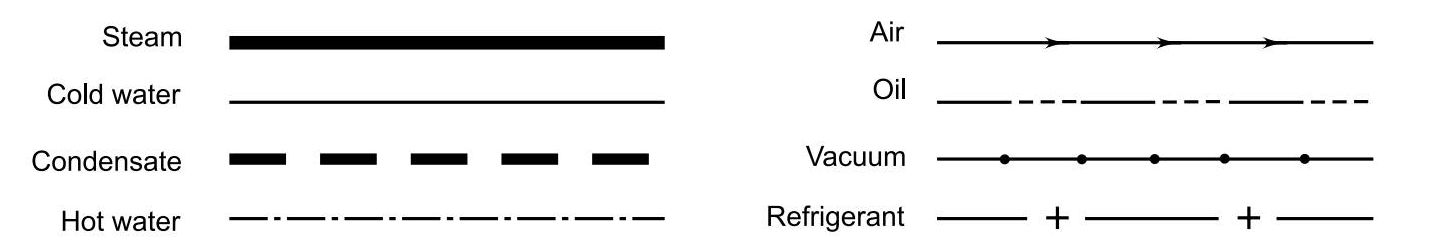 Steam
Cold water
Condensate
Hot water
Air
Oil
Vacuum
Refrigerant